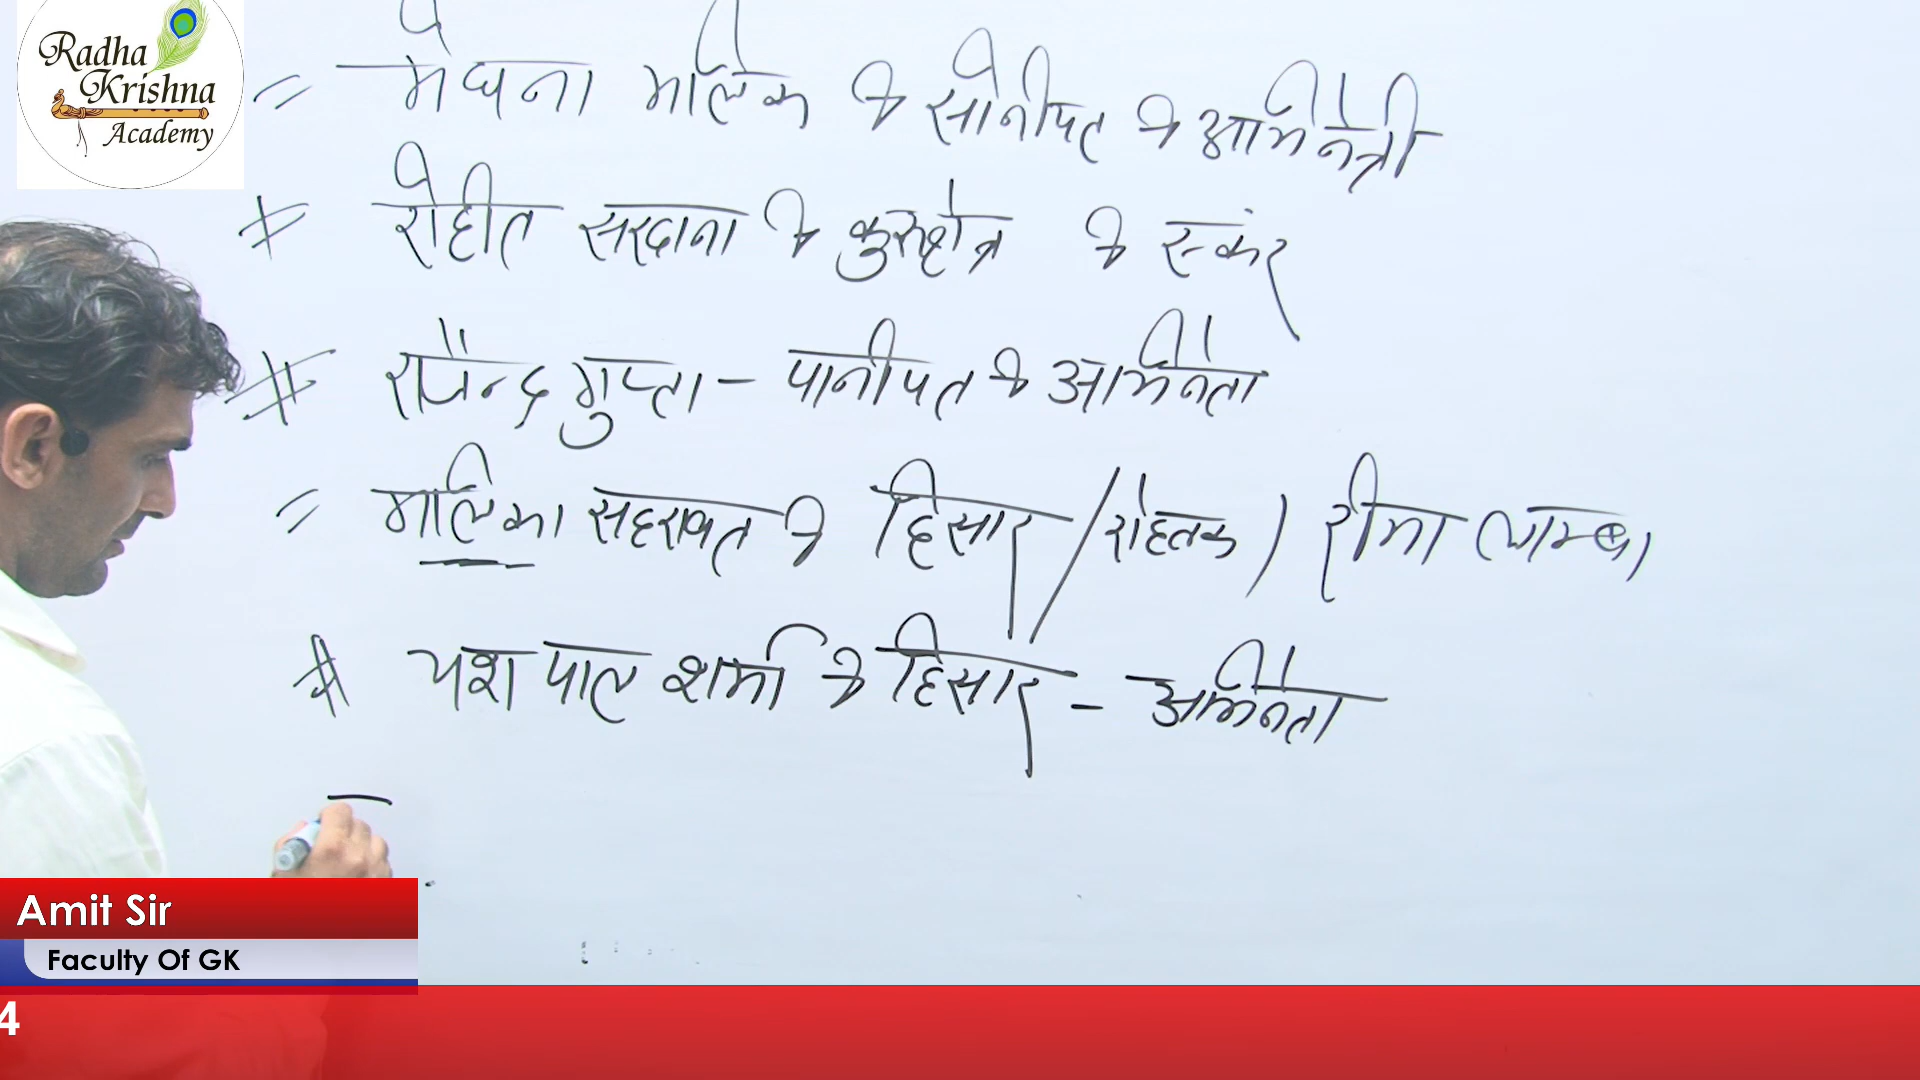 Radha
Krishna
Academy
= मेघना मलिक के सोनीपत के अभिनेत्री
* रोहीत सरदाना के कुरुक्षेत्र के एंकर
* राजेन्द्र गुप्ता - पानीपत के अभिनेता
= मल्लिका सहरावत के हिसार / रोहतक / रीमा लाम्बा
* यशपाल शर्मा के हिसार - अभिनेता
Amit Sir
Faculty Of GK
4